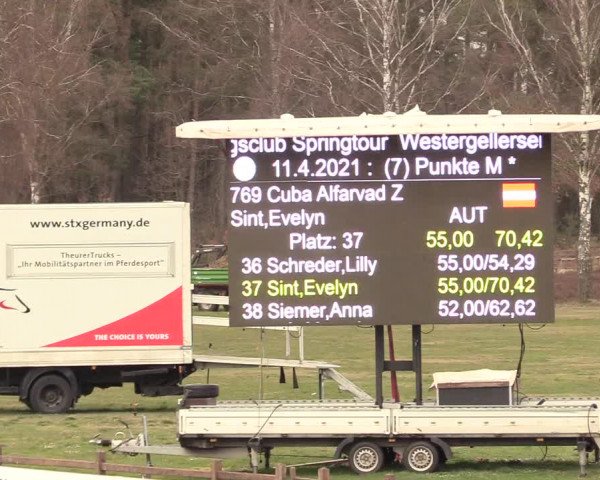 gsclub Springtour Westergellerse
11.4.2021 : (7) Punkte M *
769 Cuba Alfarvad Z
Sint,Evelyn AUT
Platz: 37 55,00 70,42
36 Schreder,Lilly 55,00/54,29
37 Sint,Evelyn 55,00/70,42
38 Siemer,Anna 52,00/62,62
www.stxgermany.de
TheurerTrucks –
„Ihr Mobilitätspartner im Pferdesport"
THE CHOICE IS YOURS